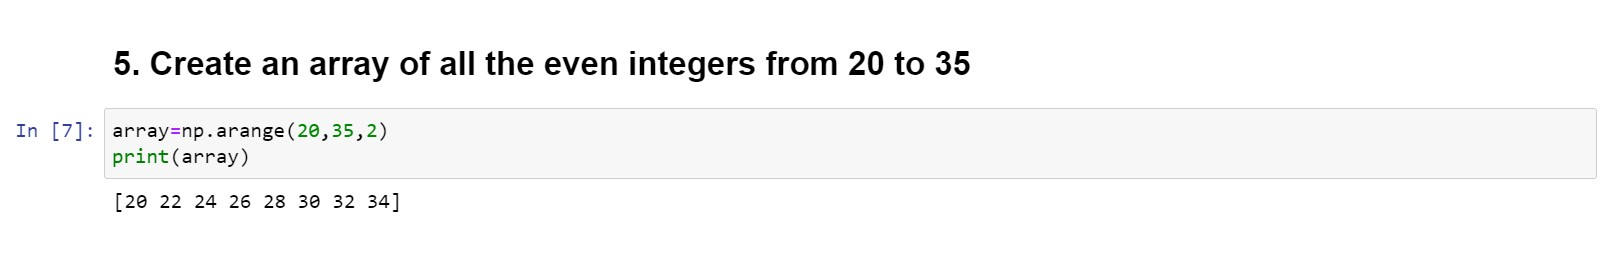 5. Create an array of all the even integers from 20 to 35
In [7]: array=np.arange(20,35,2)
print(array)
[20 22 24 26 28 30 32 34]